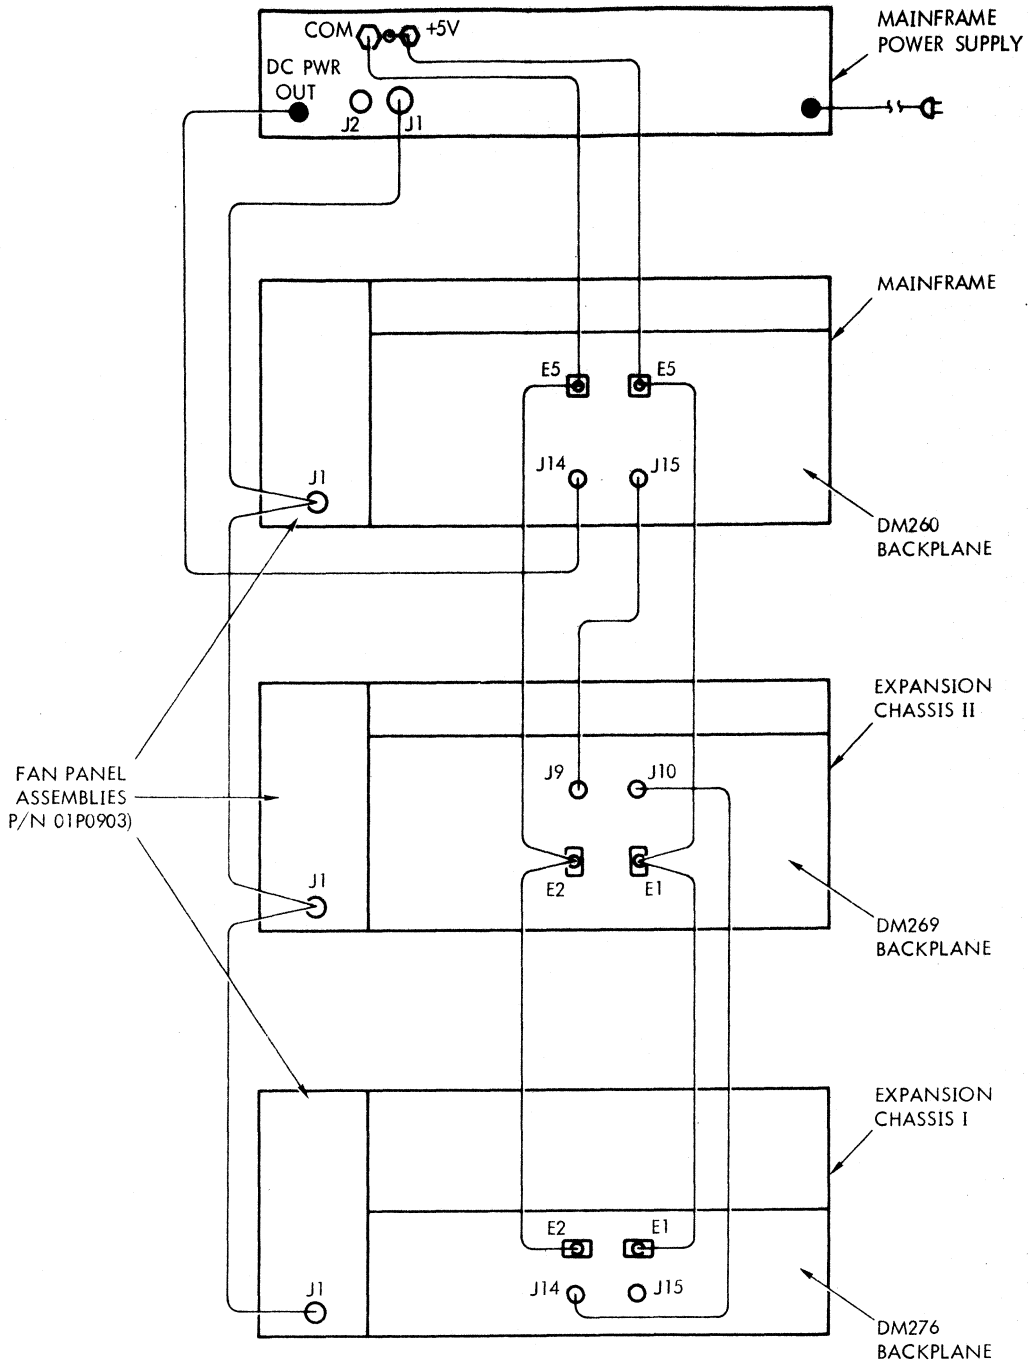 COM +5V
MAINFRAME
POWER SUPPLY
DC PWR
OUT
J2 J1
MAINFRAME
E5 E5
J14 J15
J1
DM260
BACKPLANE
EXPANSION
CHASSIS II
FAN PANEL
ASSEMBLIES
P/N 01P0903)
J9 J10
E2 E1
J1
DM269
BACKPLANE
EXPANSION
CHASSIS I
E2 E1
J14 J15
J1
DM276
BACKPLANE